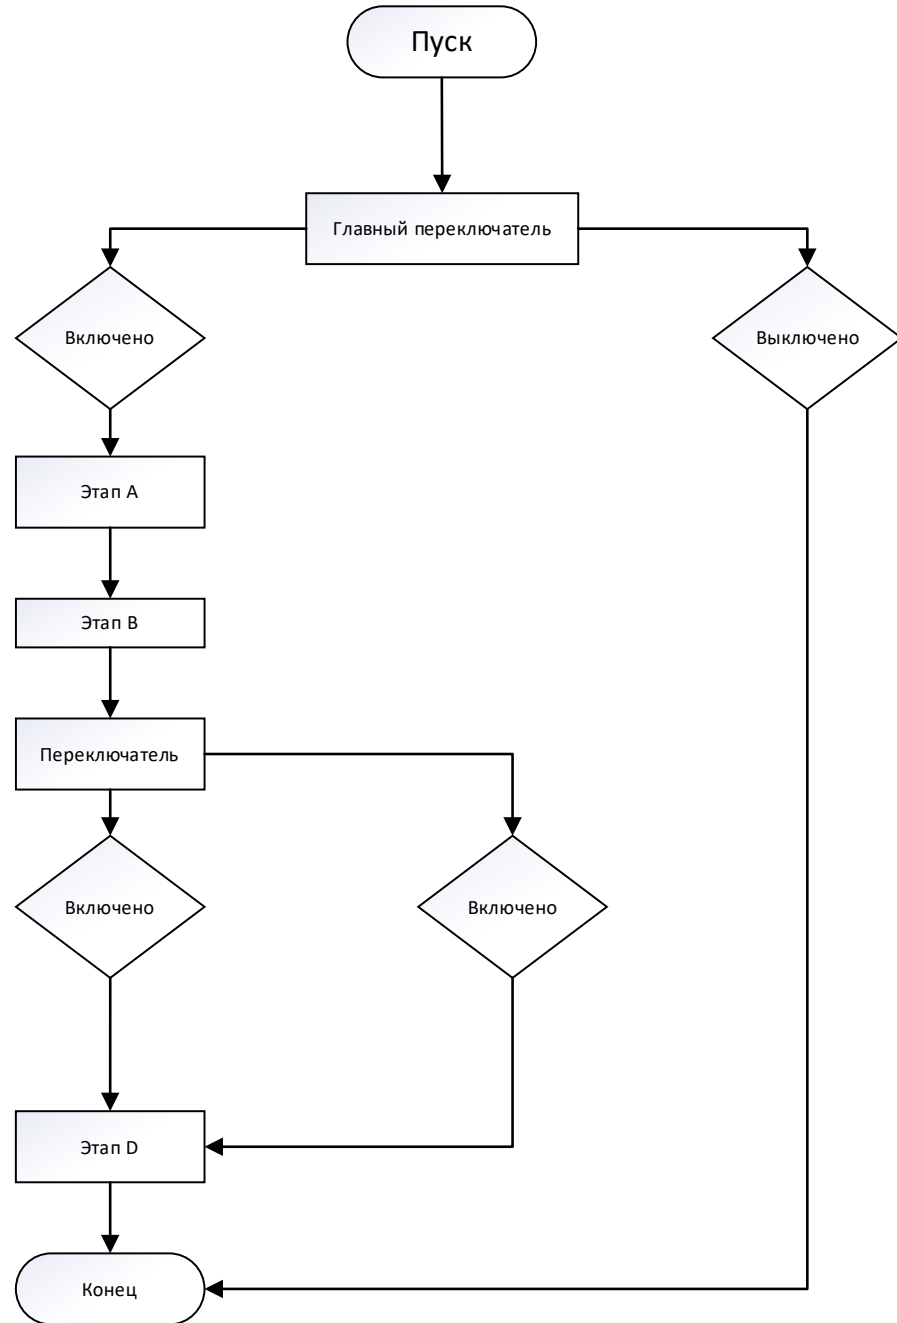 Пуск
Главный переключатель
Включено
Выключено
Этап A
Этап B
Переключатель
Включено
Включено
Этап D
Конец